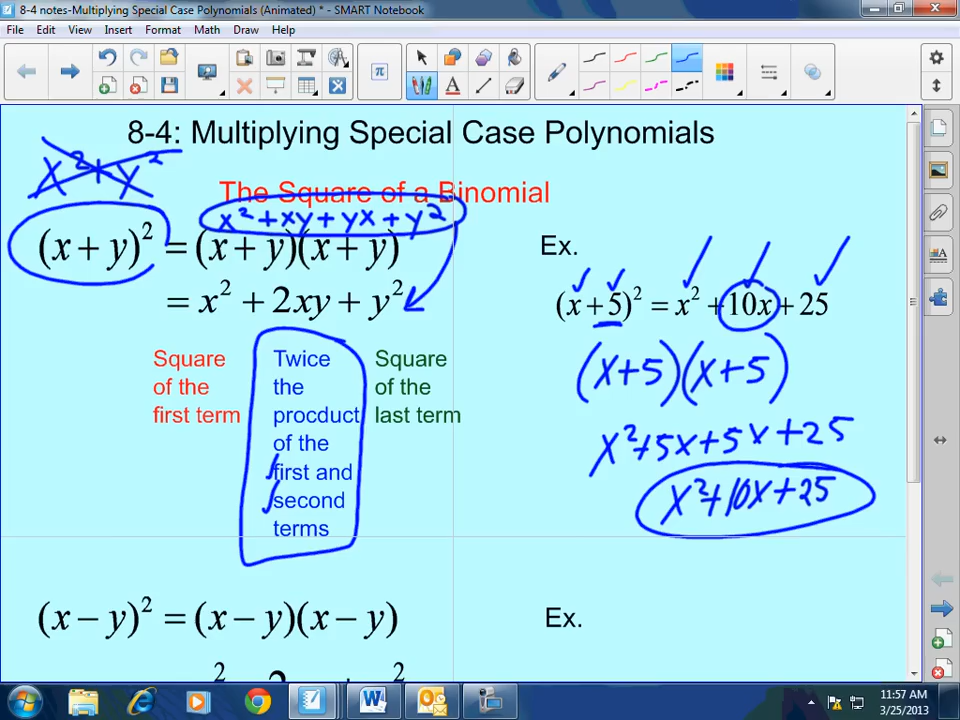 8-4 notes-Multiplying Special Case Polynomials (Animated) * - SMART Notebook
File Edit View Insert Format Math Draw Help
8-4: Multiplying Special Case Polynomials
x² + y²
The Square of a Binomial
x² + xy + yx + y²
(x + y)² = (x + y)(x + y)
= x² + 2xy + y²
Square
of the
first term
Twice
the
procduct
of the
first and
second
terms
Square
of the
last term
Ex.
(x + 5)² = x² + 10x + 25
(x+5)(x+5)
x²+5x+5x+25
x²+10x+25
(x − y)² = (x − y)(x − y)
Ex.
11:57 AM
3/25/2013